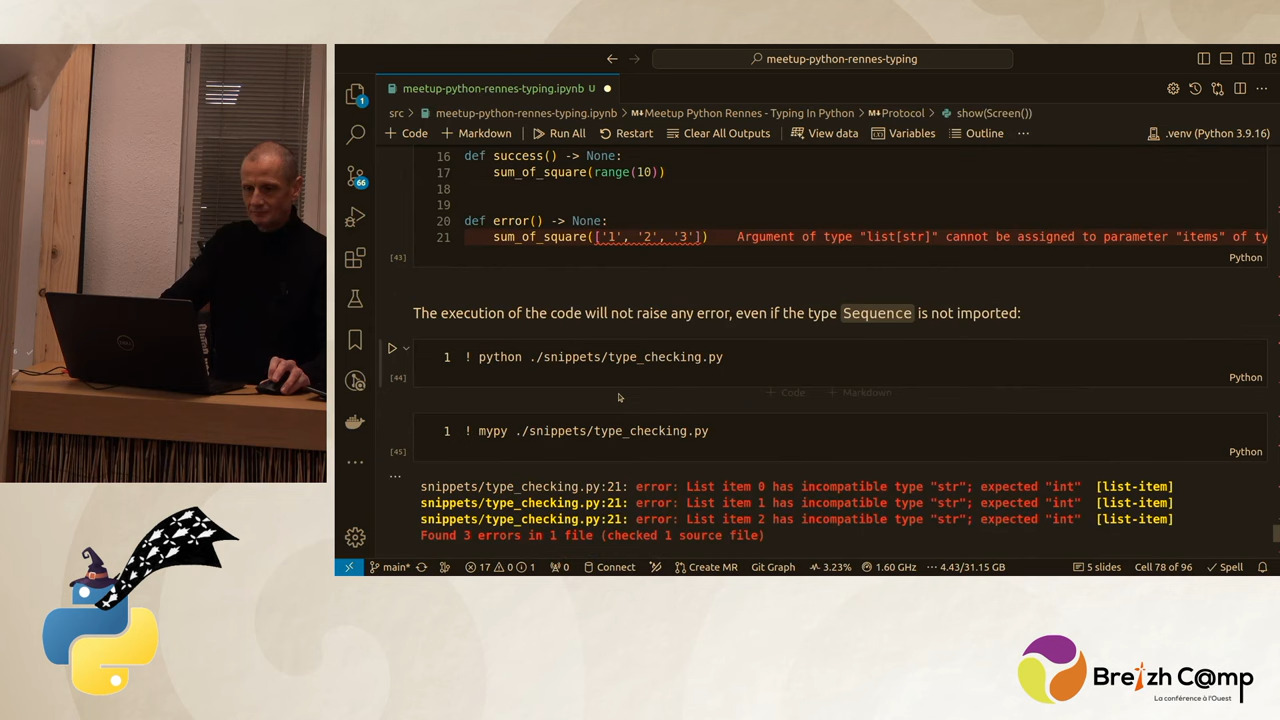 meetup-python-rennes-typing
meetup-python-rennes-typing.ipynb U
src > meetup-python-rennes-typing.ipynb > Meetup Python Rennes - Typing In Python > Protocol > show(Screen())
+ Code + Markdown Run All Restart Clear All Outputs View data Variables Outline ... .venv (Python 3.9.16)
16 def success() -> None:
17 sum_of_square(range(10))
18
19
20 def error() -> None:
21 sum_of_square(['1', '2', '3']) Argument of type "list[str]" cannot be assigned to parameter "items" of ty
[43] Python
The execution of the code will not raise any error, even if the type Sequence is not imported:
1 ! python ./snippets/type_checking.py
[44] Python
+ Code + Markdown
1 ! mypy ./snippets/type_checking.py
[45] Python
...
snippets/type_checking.py:21: error: List item 0 has incompatible type "str"; expected "int" [list-item]
snippets/type_checking.py:21: error: List item 1 has incompatible type "str"; expected "int" [list-item]
snippets/type_checking.py:21: error: List item 2 has incompatible type "str"; expected "int" [list-item]
Found 3 errors in 1 file (checked 1 source file)
1
66
main* 17 0 1 0 Connect Create MR Git Graph 3.23% 1.60 GHz ... 4.43/31.15 GB 5 slides Cell 78 of 96 Spell
DELL
Breizh C@mp
La conférence à l'Ouest